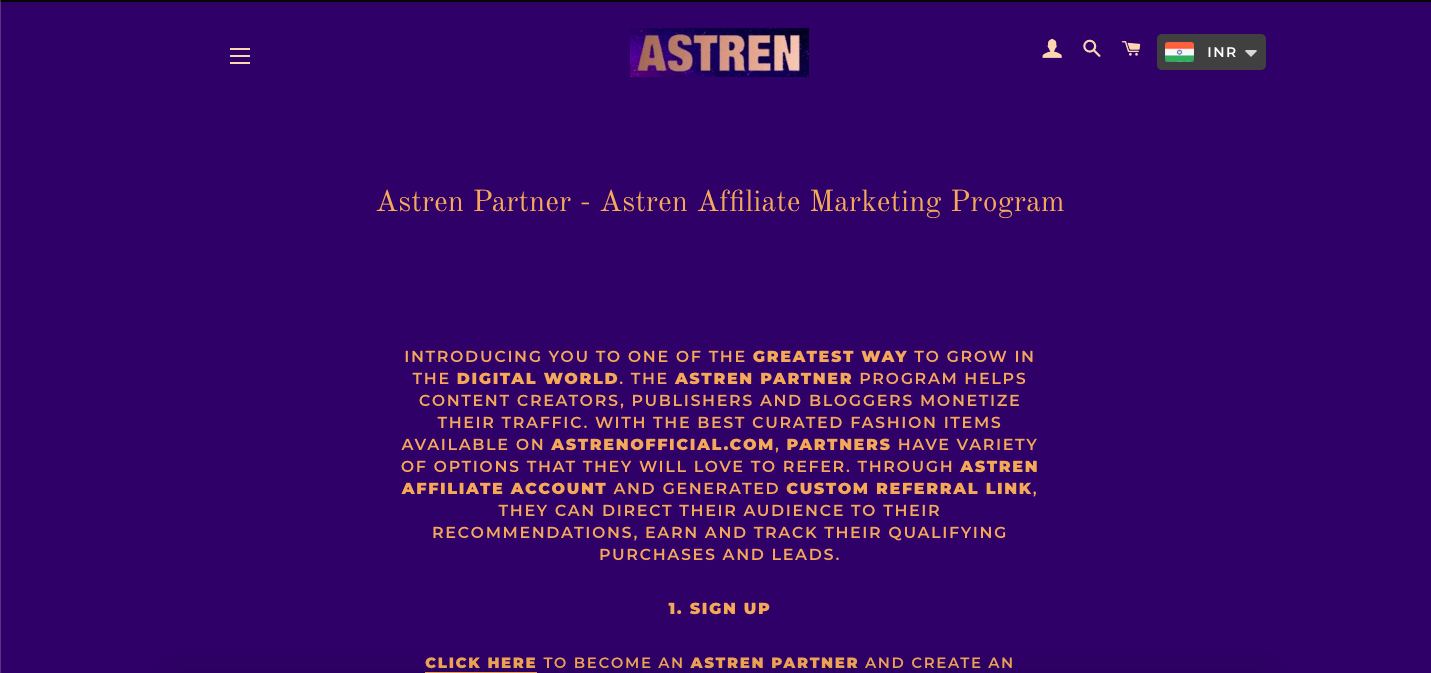 ASTREN
INR
Astren Partner - Astren Affiliate Marketing Program
INTRODUCING YOU TO ONE OF THE GREATEST WAY TO GROW IN
THE DIGITAL WORLD. THE ASTREN PARTNER PROGRAM HELPS
CONTENT CREATORS, PUBLISHERS AND BLOGGERS MONETIZE
THEIR TRAFFIC. WITH THE BEST CURATED FASHION ITEMS
AVAILABLE ON ASTRENOFFICIAL.COM, PARTNERS HAVE VARIETY
OF OPTIONS THAT THEY WILL LOVE TO REFER. THROUGH ASTREN
AFFILIATE ACCOUNT AND GENERATED CUSTOM REFERRAL LINK,
THEY CAN DIRECT THEIR AUDIENCE TO THEIR
RECOMMENDATIONS, EARN AND TRACK THEIR QUALIFYING
PURCHASES AND LEADS.
1. SIGN UP
CLICK HERE TO BECOME AN ASTREN PARTNER AND CREATE AN